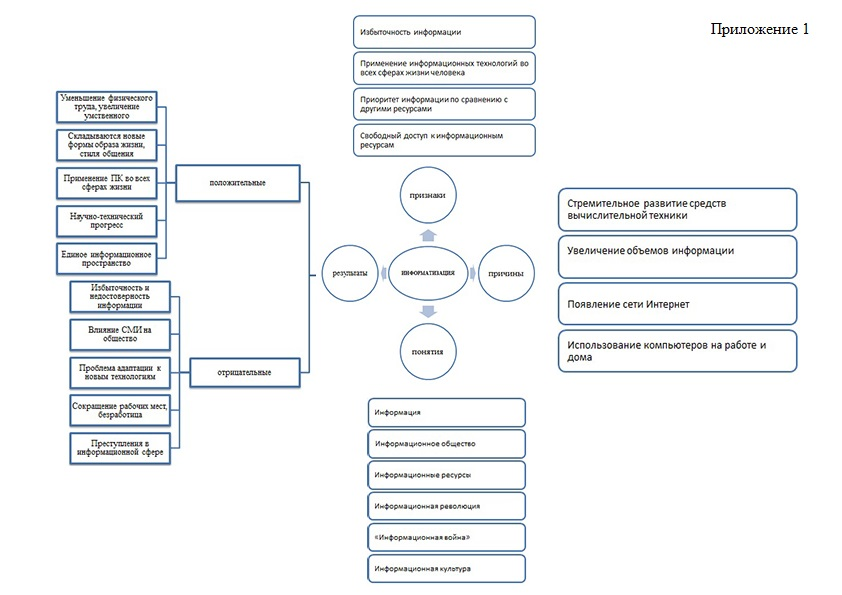 Приложение 1
Избыточность информации
Применение информационных технологий во
всех сферах жизни человека
Приоритет информации по сравнению с
другими ресурсами
Свободный доступ к информационным
ресурсам
признаки
Уменьшение физического
труда, увеличение
умственного
Складываются новые
формы образа жизни,
стиля общения
Применение ПК во всех
сферах жизни
Научно-технический
прогресс
Единое информационное
пространство
положительные
Избыточность и
недостоверность
информации
Влияние СМИ на
общество
Проблема адаптации к
новым технологиям
Сокращение рабочих мест,
безработица
Преступления в
информационной сфере
отрицательные
результаты
ИНФОРМАТИЗАЦИЯ
причины
Стремительное развитие средств
вычислительной техники
Увеличение объемов информации
Появление сети Интернет
Использование компьютеров на работе и
дома
понятия
Информация
Информационное общество
Информационные ресурсы
Информационная революция
«Информационная война»
Информационная культура